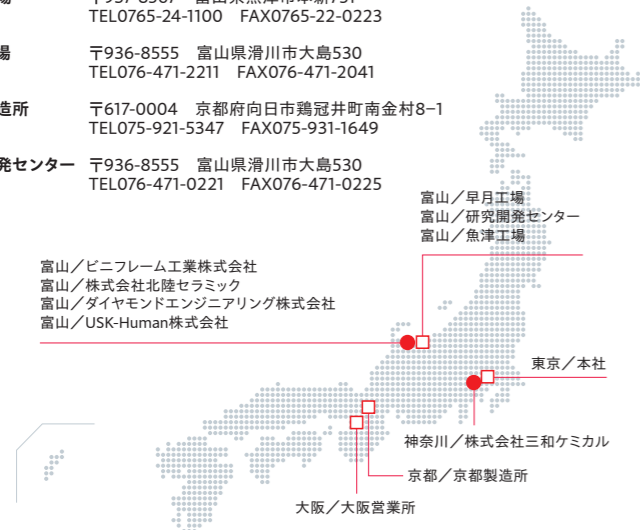 場
TEL0765-24-1100 FAX0765-22-0223
場 〒936-8555 富山県滑川市大島530
TEL076-471-2211 FAX076-471-2041
造所 〒617-0004 京都府向日市鶏冠井町南金村8−1
TEL075-921-5347 FAX075-931-1649
発センター 〒936-8555 富山県滑川市大島530
TEL076-471-0221 FAX076-471-0225
富山／早月工場
富山／研究開発センター
富山／魚津工場
富山／ビニフレーム工業株式会社
富山／株式会社北陸セラミック
富山／ダイヤモンドエンジニアリング株式会社
富山／USK-Human株式会社
東京／本社
神奈川／株式会社三和ケミカル
京都／京都製造所
大阪／大阪営業所